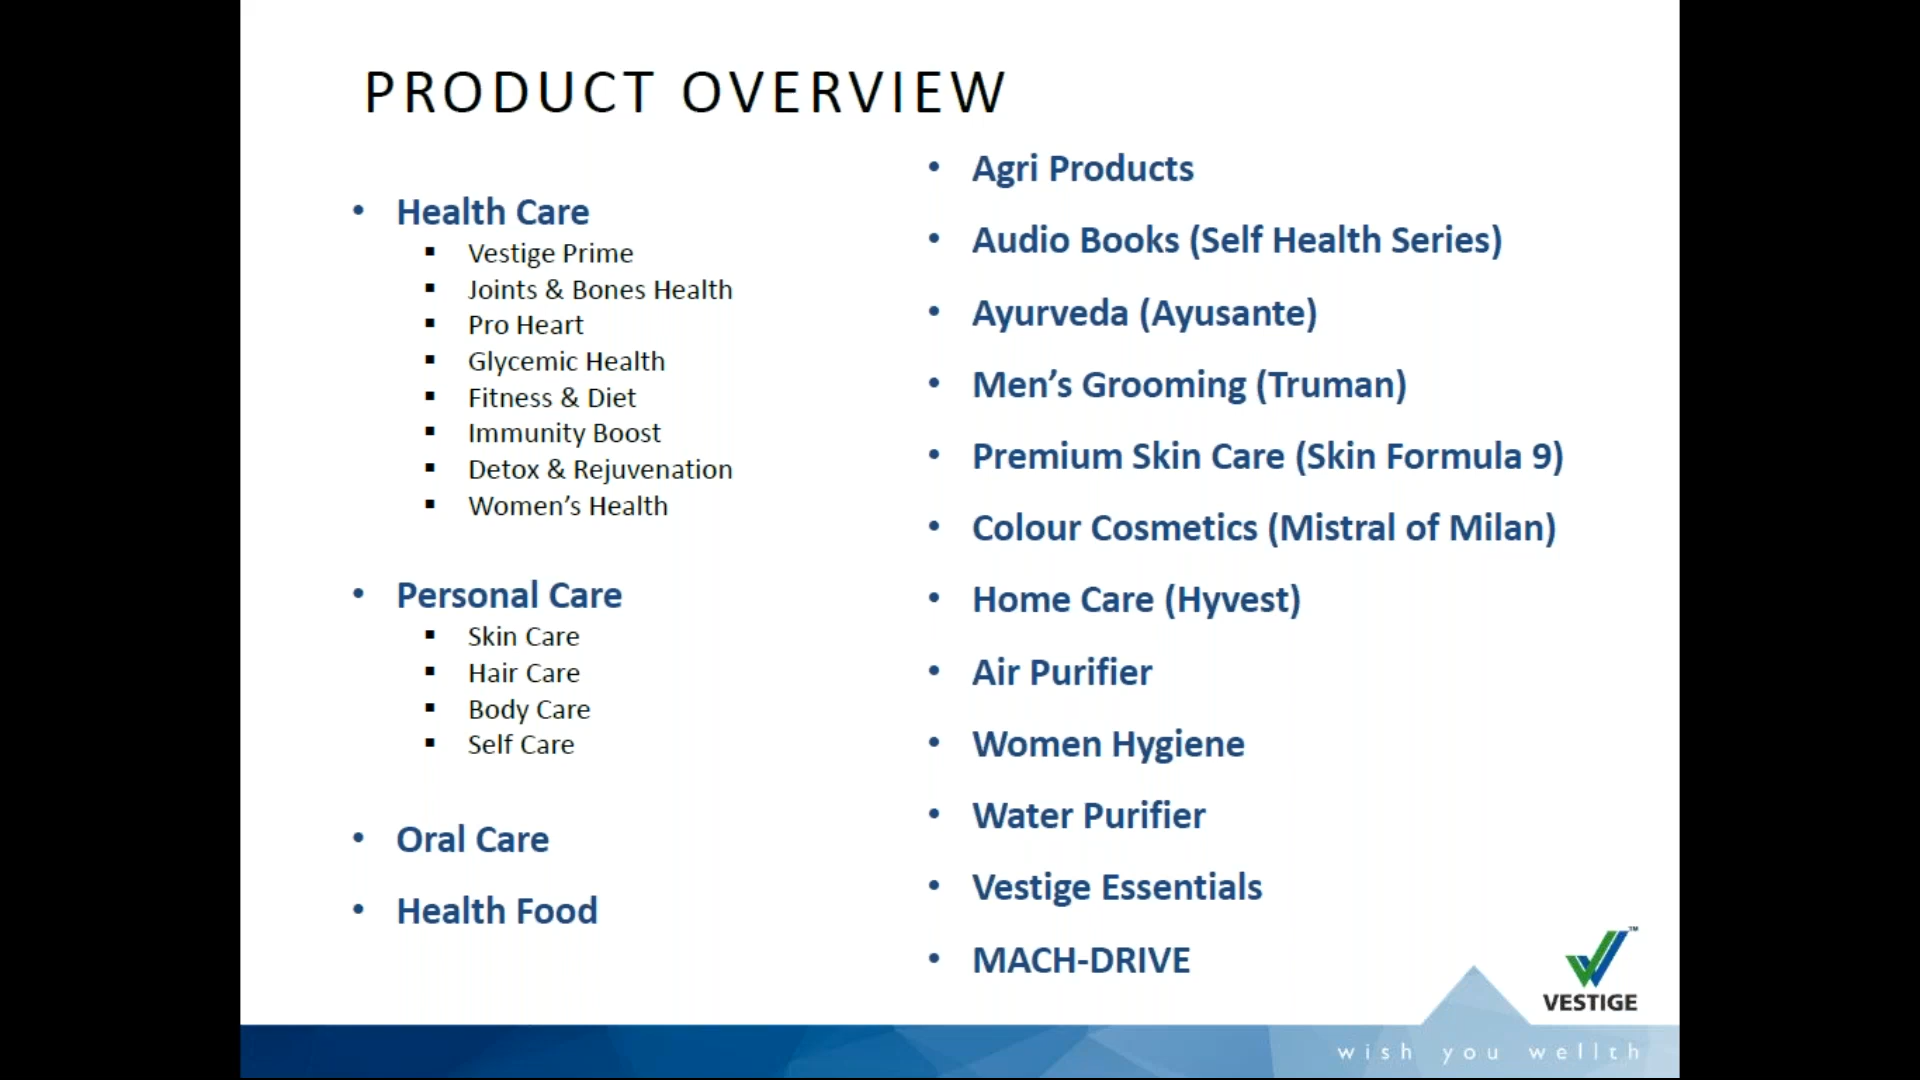 PRODUCT OVERVIEW
• Health Care
▪ Vestige Prime
▪ Joints & Bones Health
▪ Pro Heart
▪ Glycemic Health
▪ Fitness & Diet
▪ Immunity Boost
▪ Detox & Rejuvenation
▪ Women’s Health
• Personal Care
▪ Skin Care
▪ Hair Care
▪ Body Care
▪ Self Care
• Oral Care
• Health Food
• Agri Products
• Audio Books (Self Health Series)
• Ayurveda (Ayusante)
• Men’s Grooming (Truman)
• Premium Skin Care (Skin Formula 9)
• Colour Cosmetics (Mistral of Milan)
• Home Care (Hyvest)
• Air Purifier
• Women Hygiene
• Water Purifier
• Vestige Essentials
• MACH-DRIVE
TM
VESTIGE
wish you wellth